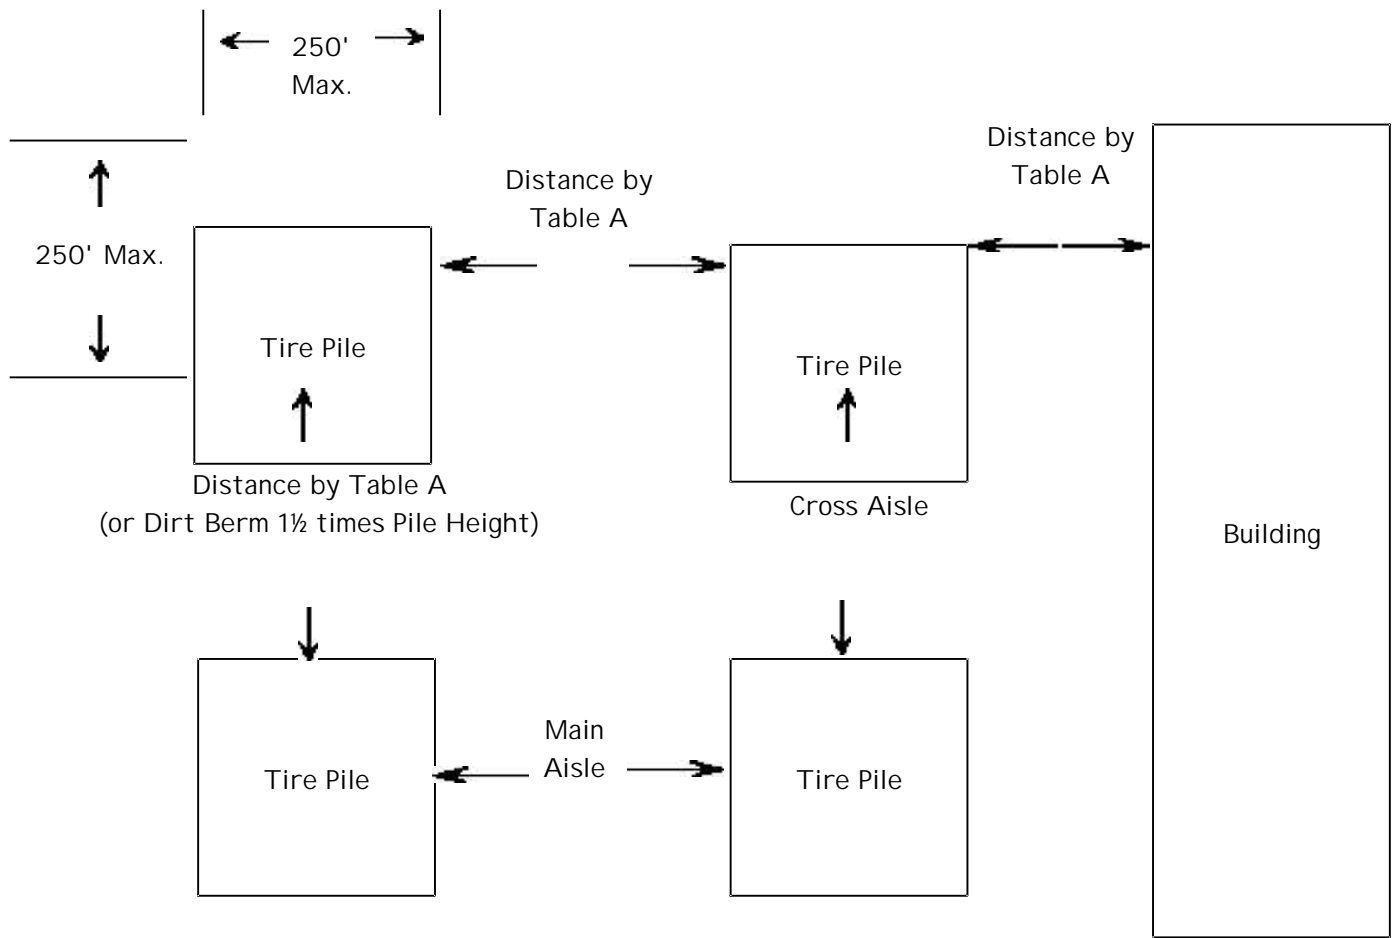 250'
Max.
Distance by
Table A
Distance by
Table A
250' Max.
Tire Pile
Tire Pile
Distance by Table A
(or Dirt Berm 1½ times Pile Height)
Cross Aisle
Building
Main
Aisle
Tire Pile
Tire Pile